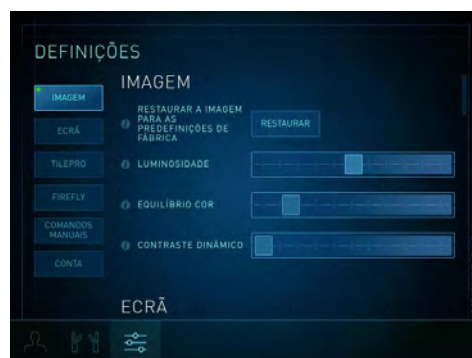 DEFINIÇÕES
IMAGEM
ECRÃ
TILEPRO
FIREFLY
COMANDOS
MANUAIS
CONTA
IMAGEM
RESTAURAR A IMAGEM
PARA AS
PREDEFINIÇÕES DE
FÁBRICA
RESTAURAR
LUMINOSIDADE
EQUILÍBRIO COR
CONTRASTE DINÂMICO
ECRÃ